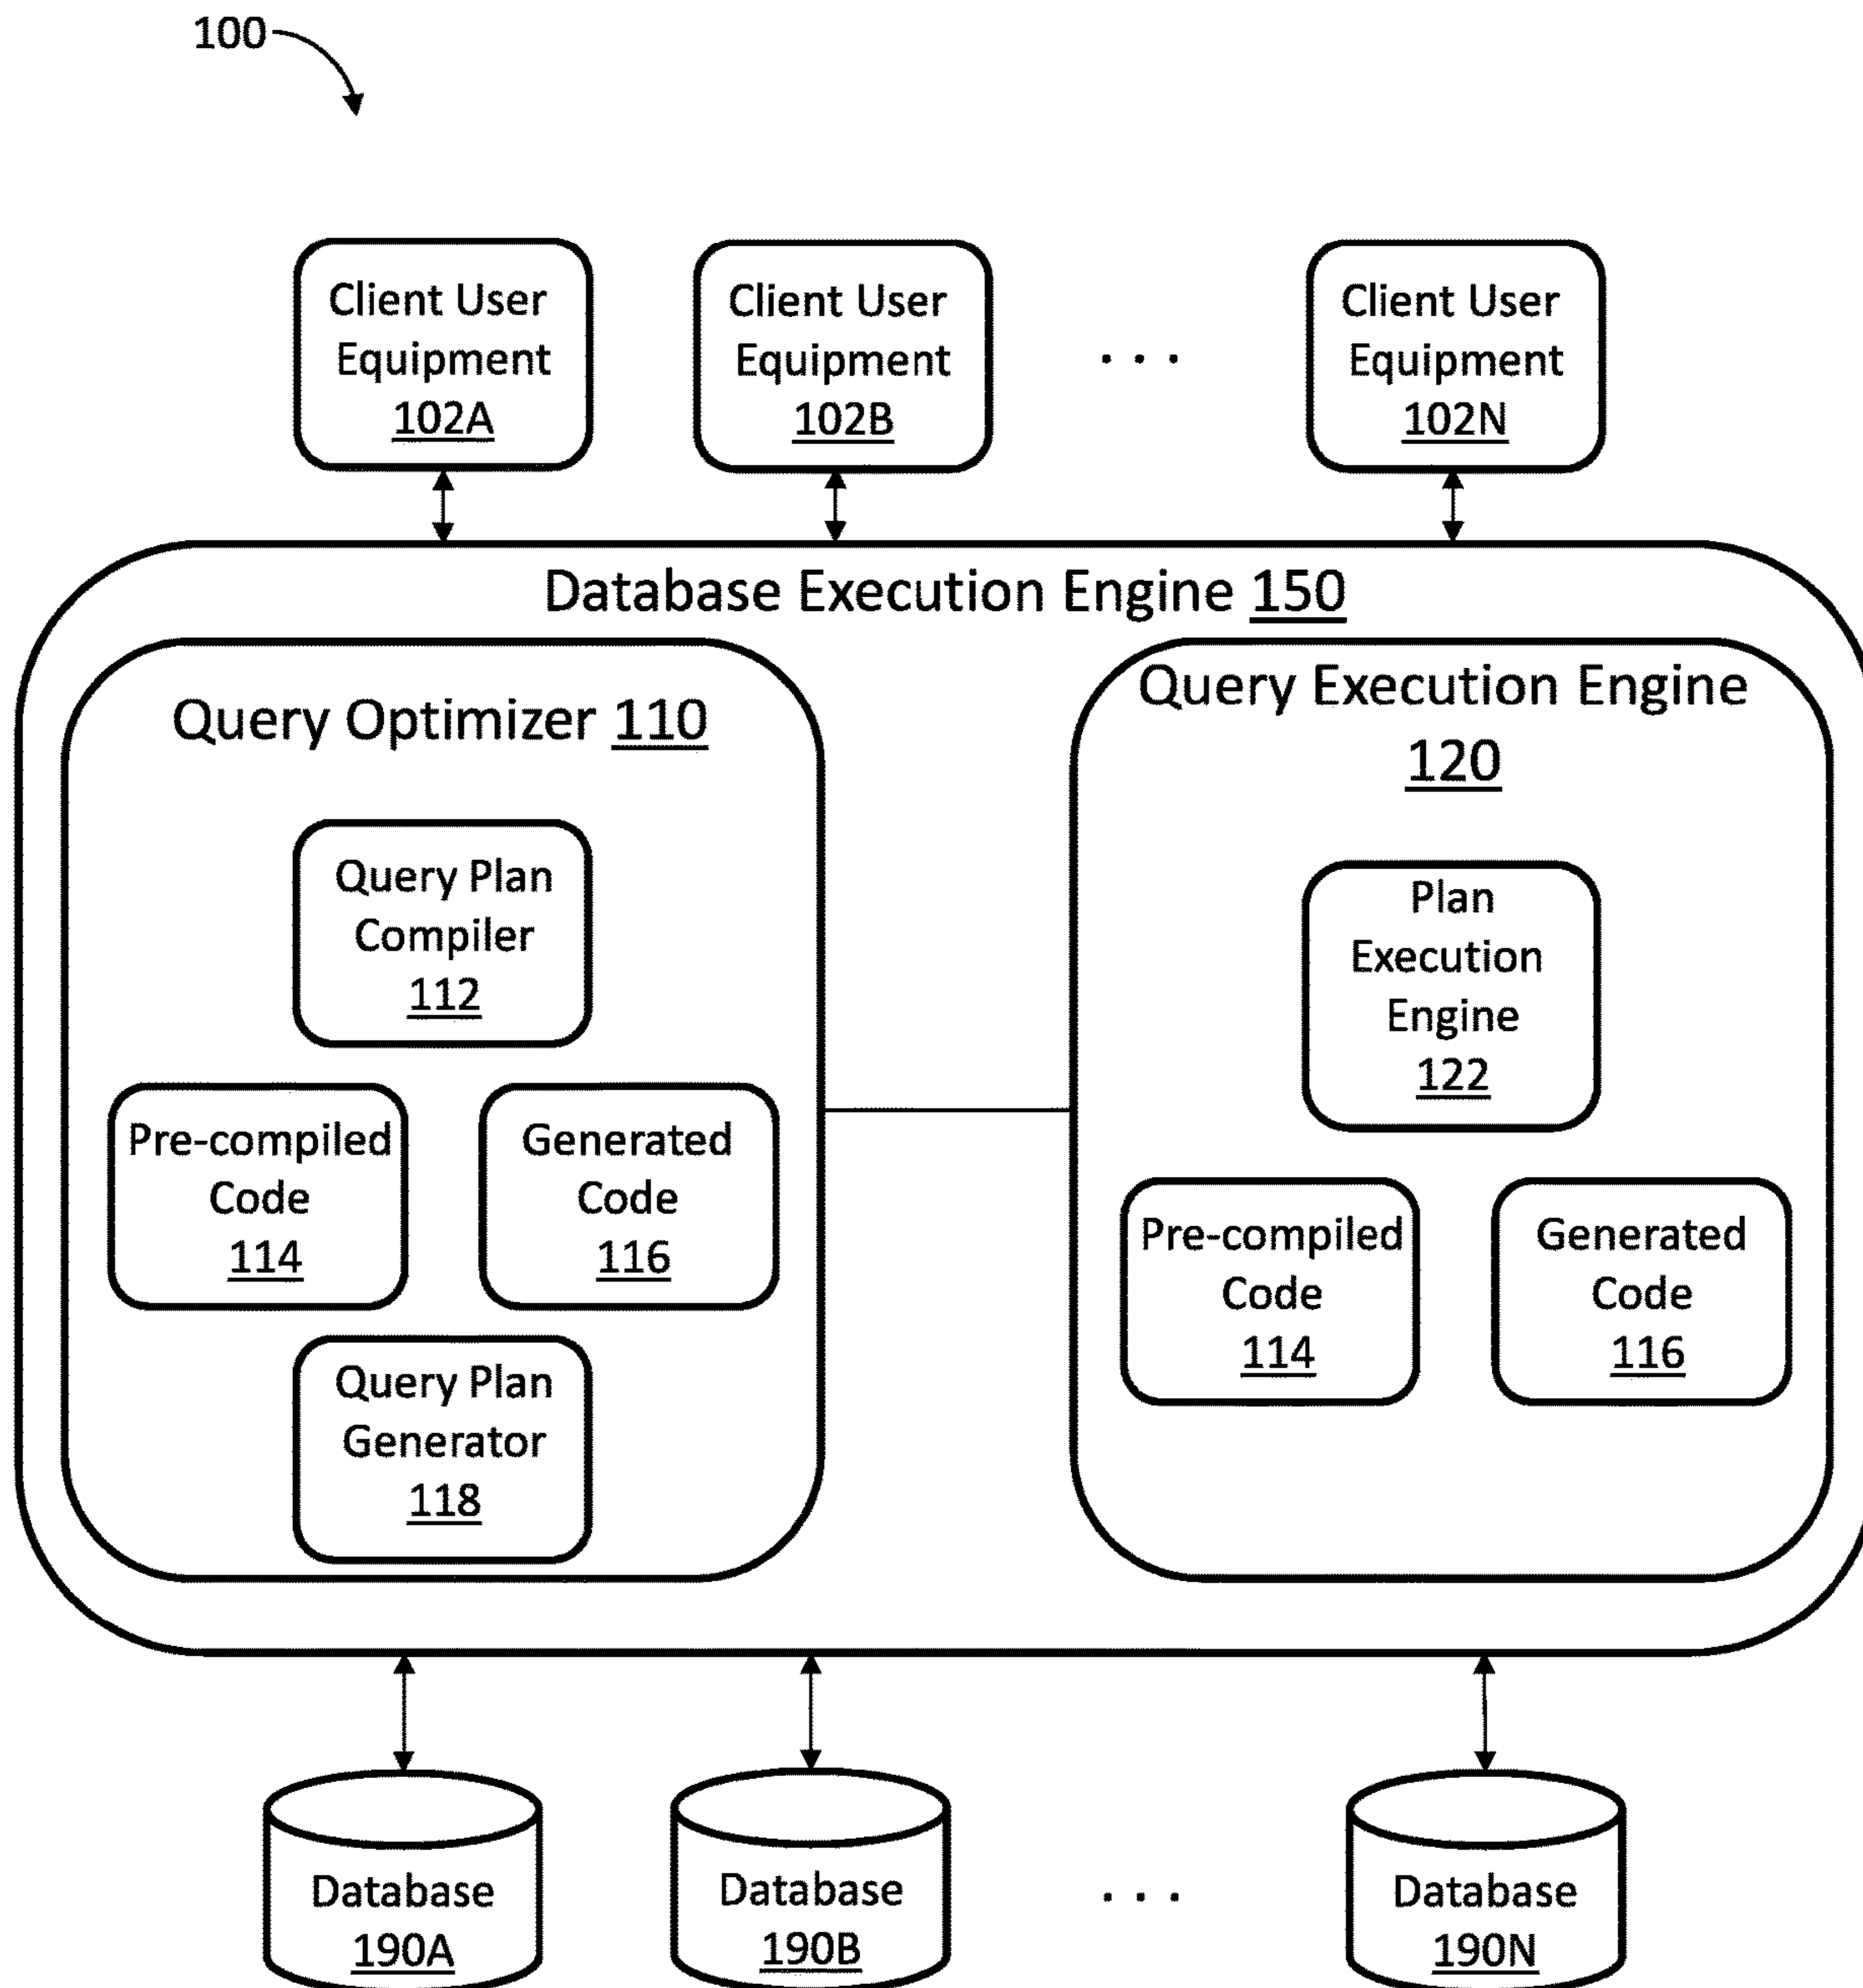 100
Client User
Equipment
102A
Client User
Equipment
102B
. . .
Client User
Equipment
102N
Database Execution Engine 150
Query Optimizer 110
Query Plan
Compiler
112
Pre-compiled
Code
114
Generated
Code
116
Query Plan
Generator
118
Query Execution Engine
120
Plan
Execution
Engine
122
Pre-compiled
Code
114
Generated
Code
116
Database
190A
Database
190B
. . .
Database
190N